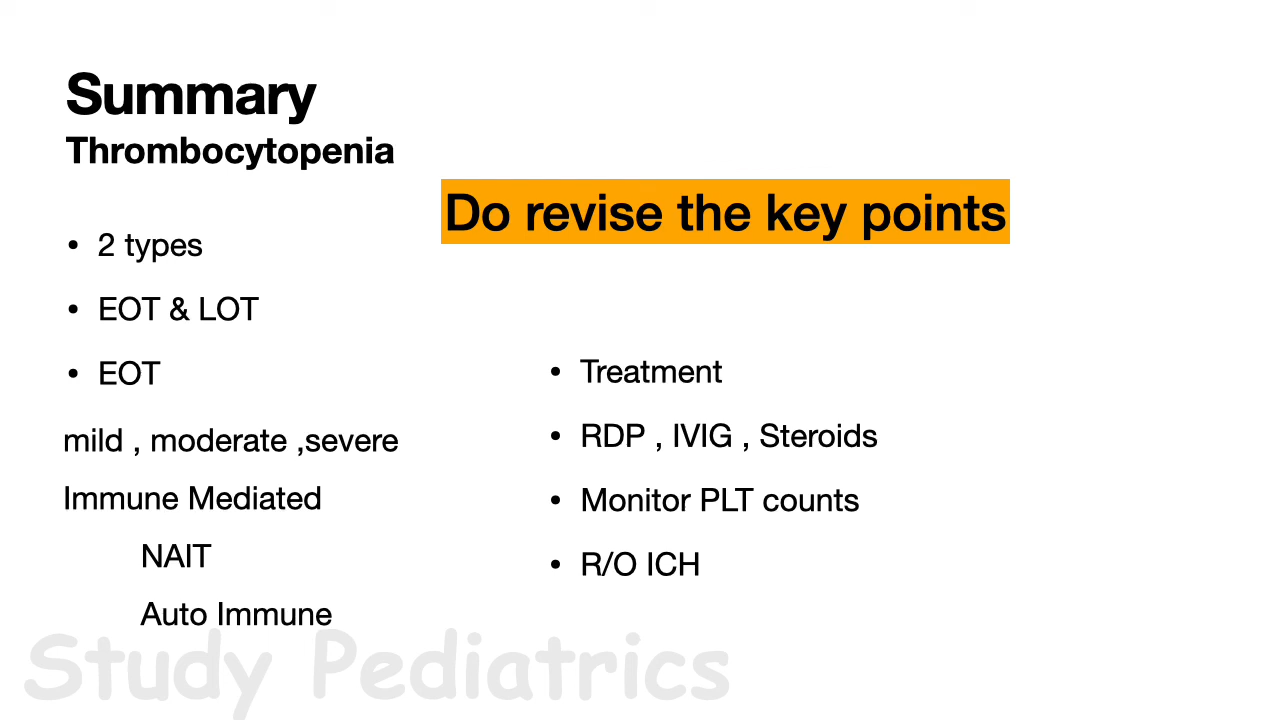 Summary
Thrombocytopenia
Do revise the key points
• 2 types
• EOT & LOT
• EOT
mild , moderate ,severe
Immune Mediated
NAIT
Auto Immune
• Treatment
• RDP , IVIG , Steroids
• Monitor PLT counts
• R/O ICH
Study Pediatrics